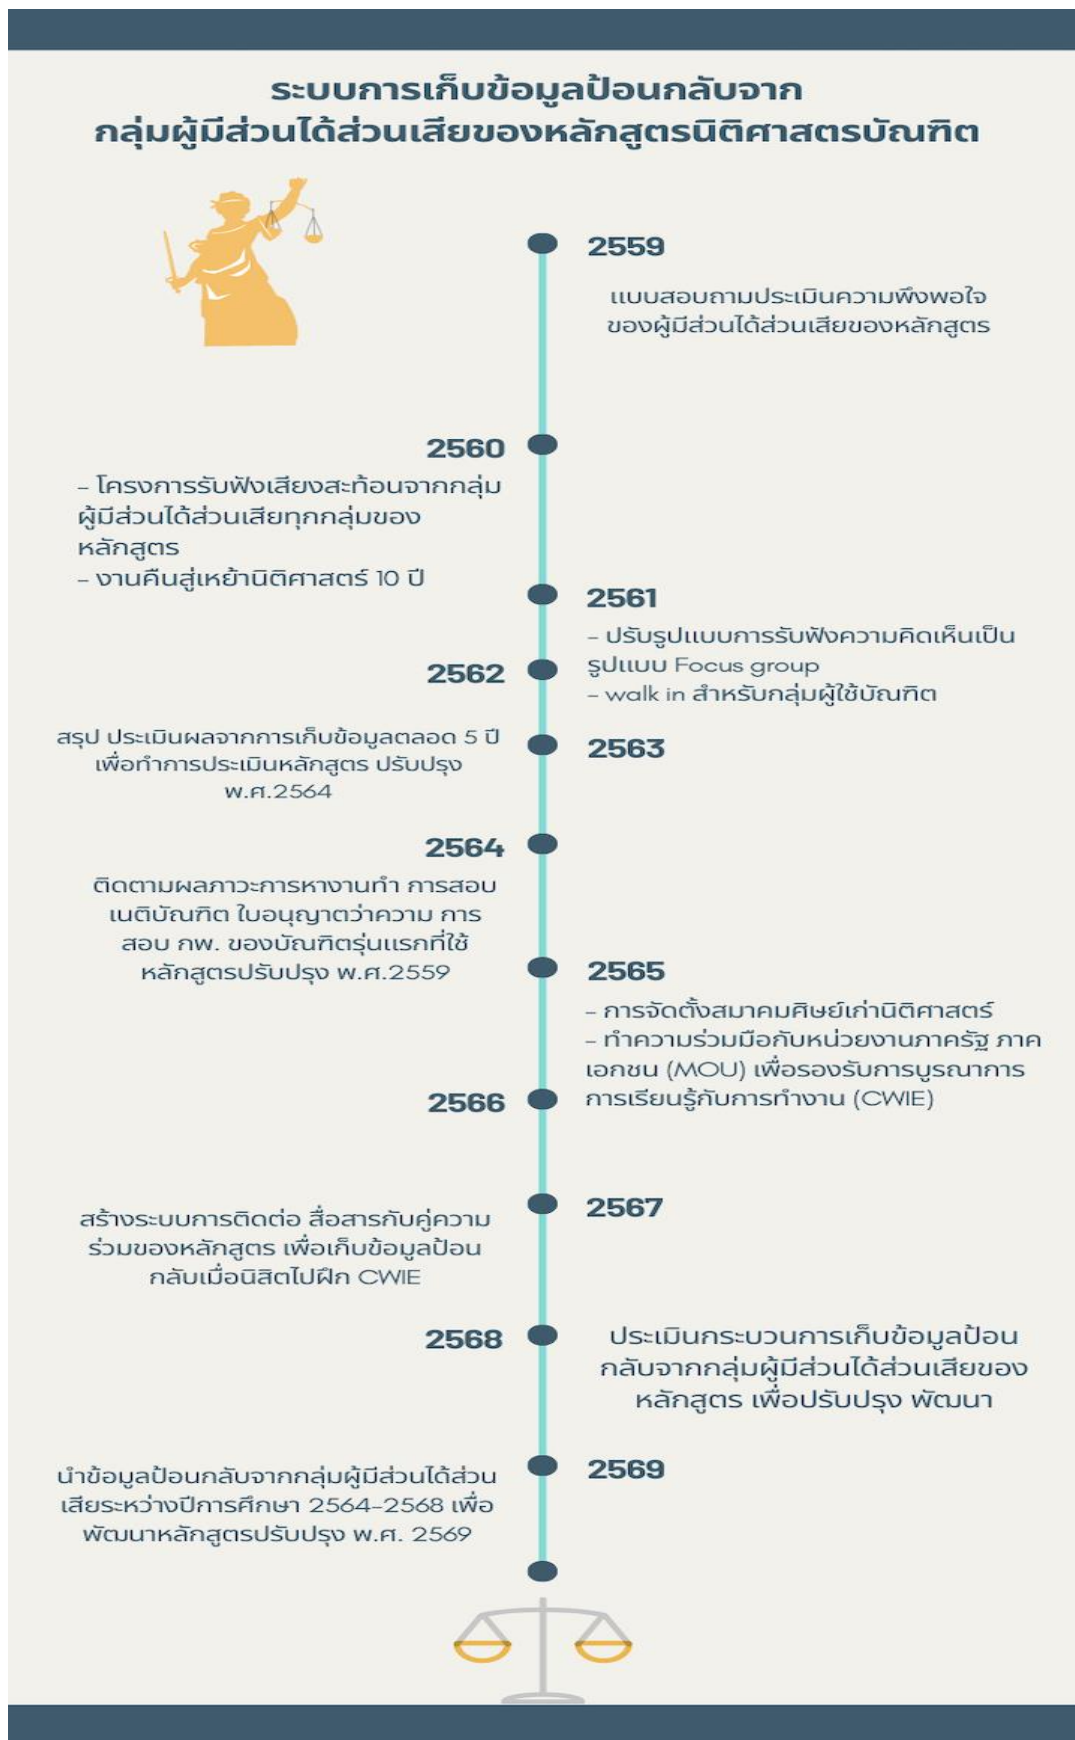 ระบบการเก็บข้อมูลป้อนกลับจาก
กลุ่มผู้มีส่วนได้ส่วนเสียของหลักสูตรนิติศาสตรบัณฑิต
2559
แบบสอบถามประเมินความพึงพอใจ
ของผู้มีส่วนได้ส่วนเสียของหลักสูตร
2560
- โครงการรับฟังเสียงสะท้อนจากกลุ่ม
ผู้มีส่วนได้ส่วนเสียทุกกลุ่มของ
หลักสูตร
- งานคืนสู่เหย้านิติศาสตร์ 10 ปี
2561
- ปรับรูปแบบการรับฟังความคิดเห็นเป็น
รูปแบบ Focus group
- walk in สำหรับกลุ่มผู้ใช้บัณฑิต
2562
สรุป ประเมินผลจากการเก็บข้อมูลตลอด 5 ปี
เพื่อทำการประเมินหลักสูตร ปรับปรุง
พ.ศ.2564
2563
2564
ติดตามผลภาวะการหางานทำ การสอบ
เนติบัณฑิต ใบอนุญาตว่าความ การ
สอบ กพ. ของบัณฑิตรุ่นแรกที่ใช้
หลักสูตรปรับปรุง พ.ศ.2559
2565
- การจัดตั้งสมาคมศิษย์เก่านิติศาสตร์
- ทำความร่วมมือกับหน่วยงานภาครัฐ ภาค
เอกชน (MOU) เพื่อรองรับการบูรณาการ
การเรียนรู้กับการทำงาน (CWIE)
2566
2567
สร้างระบบการติดต่อ สื่อสารกับคู่ความ
ร่วมของหลักสูตร เพื่อเก็บข้อมูลป้อน
กลับเมื่อนิสิตไปฝึก CWIE
2568
ประเมินกระบวนการเก็บข้อมูลป้อน
กลับจากกลุ่มผู้มีส่วนได้ส่วนเสียของ
หลักสูตร เพื่อปรับปรุง พัฒนา
2569
นำข้อมูลป้อนกลับจากกลุ่มผู้มีส่วนได้ส่วน
เสียระหว่างปีการศึกษา 2564-2568 เพื่อ
พัฒนาหลักสูตรปรับปรุง พ.ศ. 2569